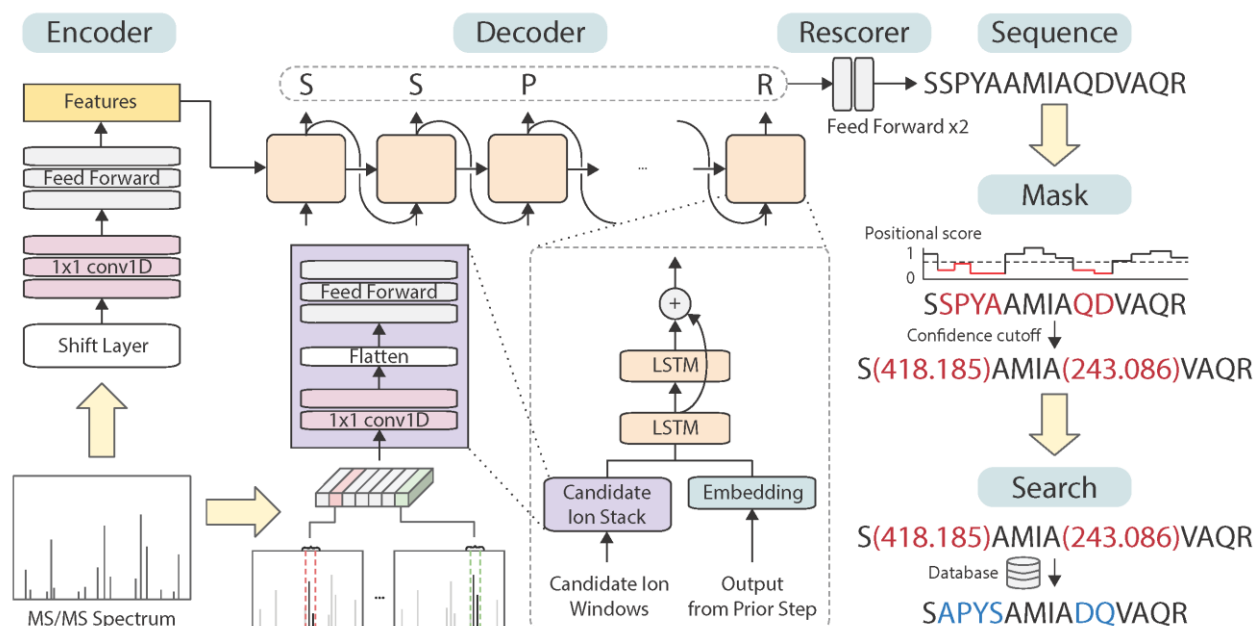 Encoder
Decoder
Rescorer
Sequence
Features
S S P R
SSPYAAMIAQDVAQR
Feed Forward x2
Feed Forward
1x1 conv1D
Shift Layer
MS/MS Spectrum
Feed Forward
Flatten
1x1 conv1D
...
...
+
LSTM
LSTM
Candidate
Ion Stack
Embedding
Candidate Ion
Windows
Output
from Prior Step
Mask
Positional score
1
0
SSPYAAMIAQDVAQR
Confidence cutoff
S(418.185)AMIA(243.086)VAQR
Search
S(418.185)AMIA(243.086)VAQR
Database
SAPYSAMIADQVAQR